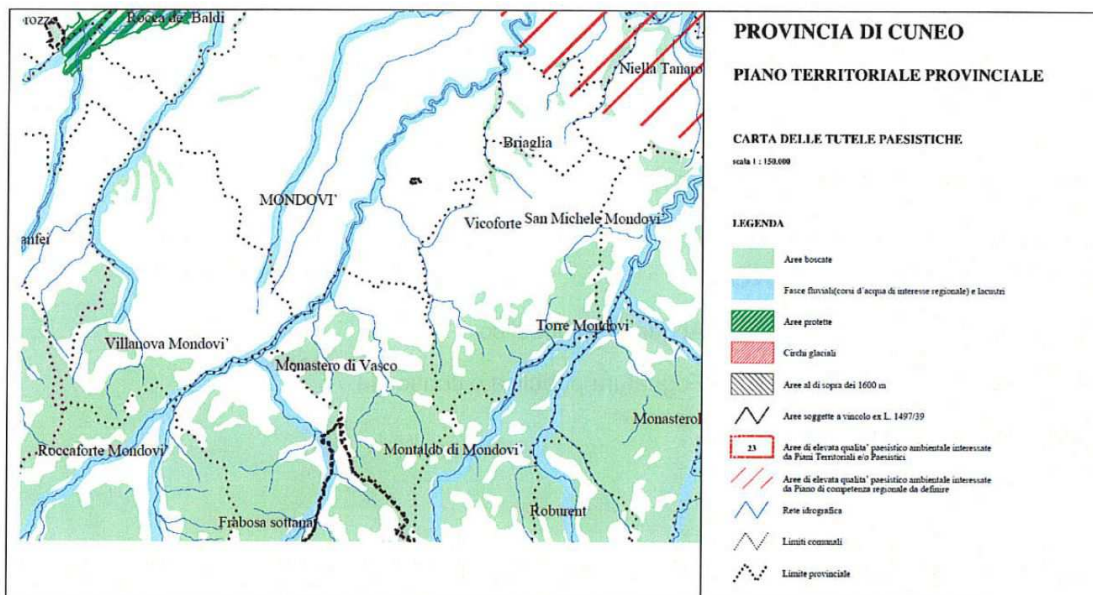 Rocca de' Baldi
Niella Tanaro
Briaglia
MONDOVI'
Vicoforte
San Michele Mondovi'
anfei
Torre Mondovi'
Villanova Mondovi'
Monastero di Vasco
Monasterol
Roccaforte Mondovi'
Montaldo di Mondovi'
Frabosa sottana
Roburent
PROVINCIA DI CUNEO
PIANO TERRITORIALE PROVINCIALE
CARTA DELLE TUTELE PAESISTICHE
scala 1 : 150.000
LEGENDA
Aree boscate
Fasce fluviali(corsi d'acqua di interesse regionale) e lacustri
Aree protette
Circhi glaciali
Aree al di sopra dei 1600 m
Aree soggette a vincolo ex L. 1497/39
23
Aree di elevata qualita' paesistico ambientale interessate
da Piani Territoriali e/o Paesistici
Aree di elevata qualita' paesistico ambientale interessate
da Piano di competenza regionale da definire
Rete idrografica
Limiti comunali
Limite provinciale